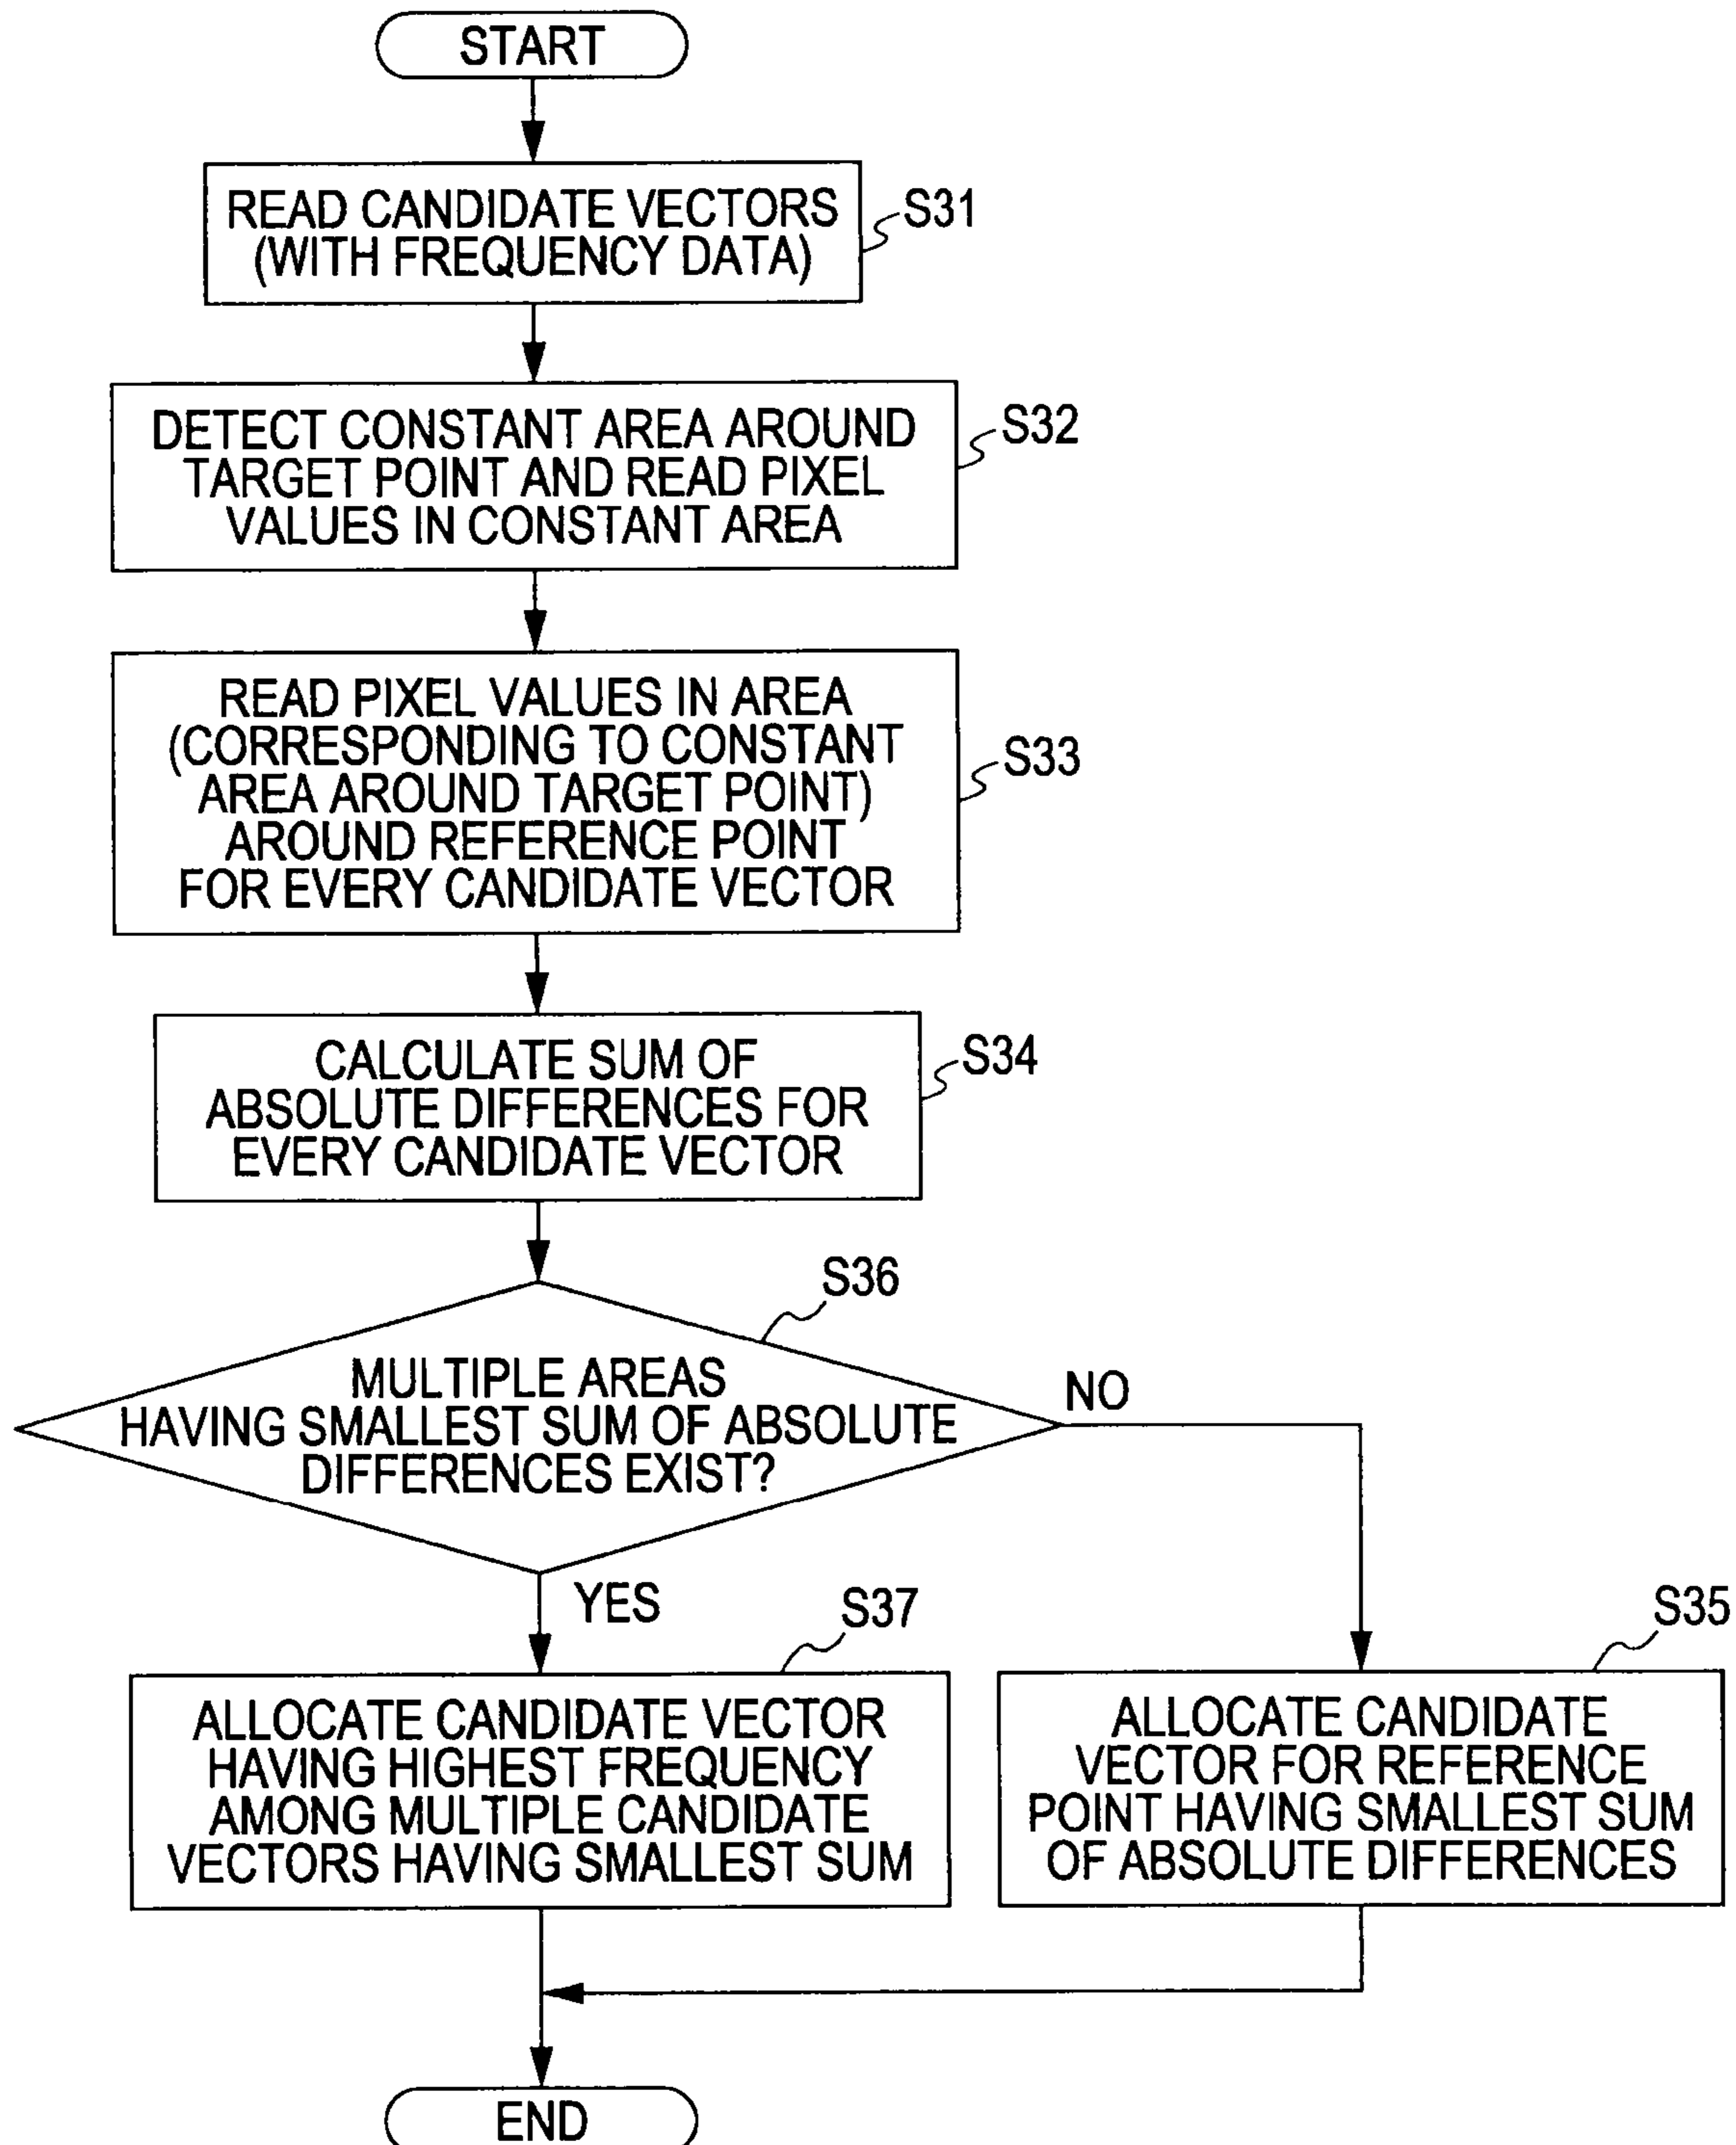 START
READ CANDIDATE VECTORS
(WITH FREQUENCY DATA)
S31
DETECT CONSTANT AREA AROUND
TARGET POINT AND READ PIXEL
VALUES IN CONSTANT AREA
S32
READ PIXEL VALUES IN AREA
(CORRESPONDING TO CONSTANT
AREA AROUND TARGET POINT)
AROUND REFERENCE POINT
FOR EVERY CANDIDATE VECTOR
S33
CALCULATE SUM OF
ABSOLUTE DIFFERENCES FOR
EVERY CANDIDATE VECTOR
S34
S36
MULTIPLE AREAS
HAVING SMALLEST SUM OF ABSOLUTE
DIFFERENCES EXIST?
NO
YES
S37
ALLOCATE CANDIDATE VECTOR
HAVING HIGHEST FREQUENCY
AMONG MULTIPLE CANDIDATE
VECTORS HAVING SMALLEST SUM
S35
ALLOCATE CANDIDATE
VECTOR FOR REFERENCE
POINT HAVING SMALLEST SUM
OF ABSOLUTE DIFFERENCES
END